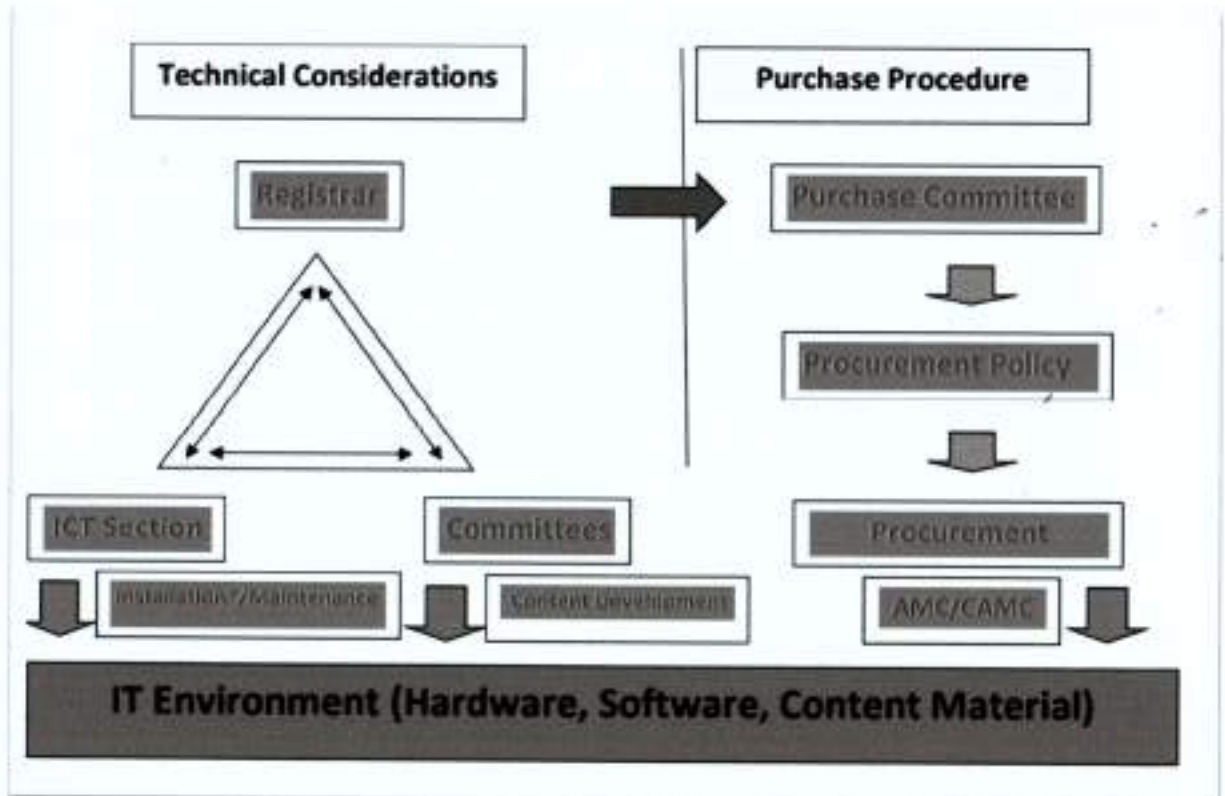 Technical Considerations
Purchase Procedure
Registrar
Purchase Committee
Procurement Policy
ICT Section
Committees
Procurement
Installation*/Maintenance
Content Development
AMC/CAMC
IT Environment (Hardware, Software, Content Material)